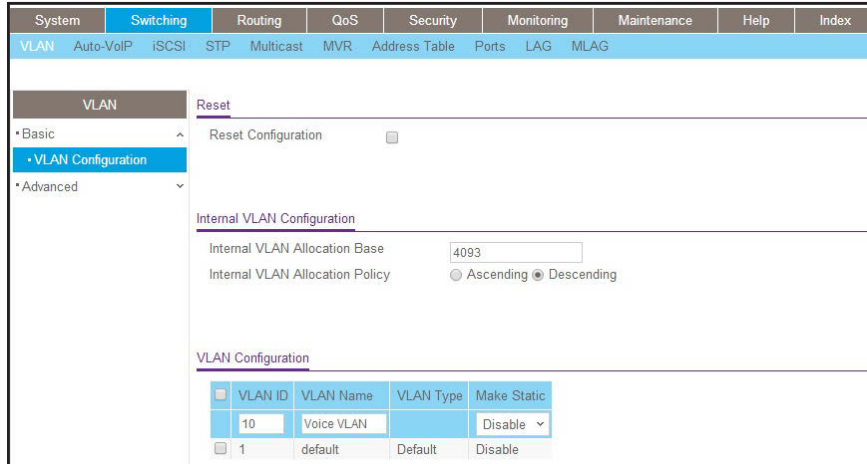 System Switching Routing QoS Security Monitoring Maintenance Help Index
VLAN Auto-VoIP iSCSI STP Multicast MVR Address Table Ports LAG MLAG
VLAN
Basic
VLAN Configuration
Advanced
Reset
Reset Configuration
Internal VLAN Configuration
Internal VLAN Allocation Base 4093
Internal VLAN Allocation Policy Ascending Descending
VLAN Configuration
VLAN ID VLAN Name VLAN Type Make Static
10 Voice VLAN Disable
1 default Default Disable